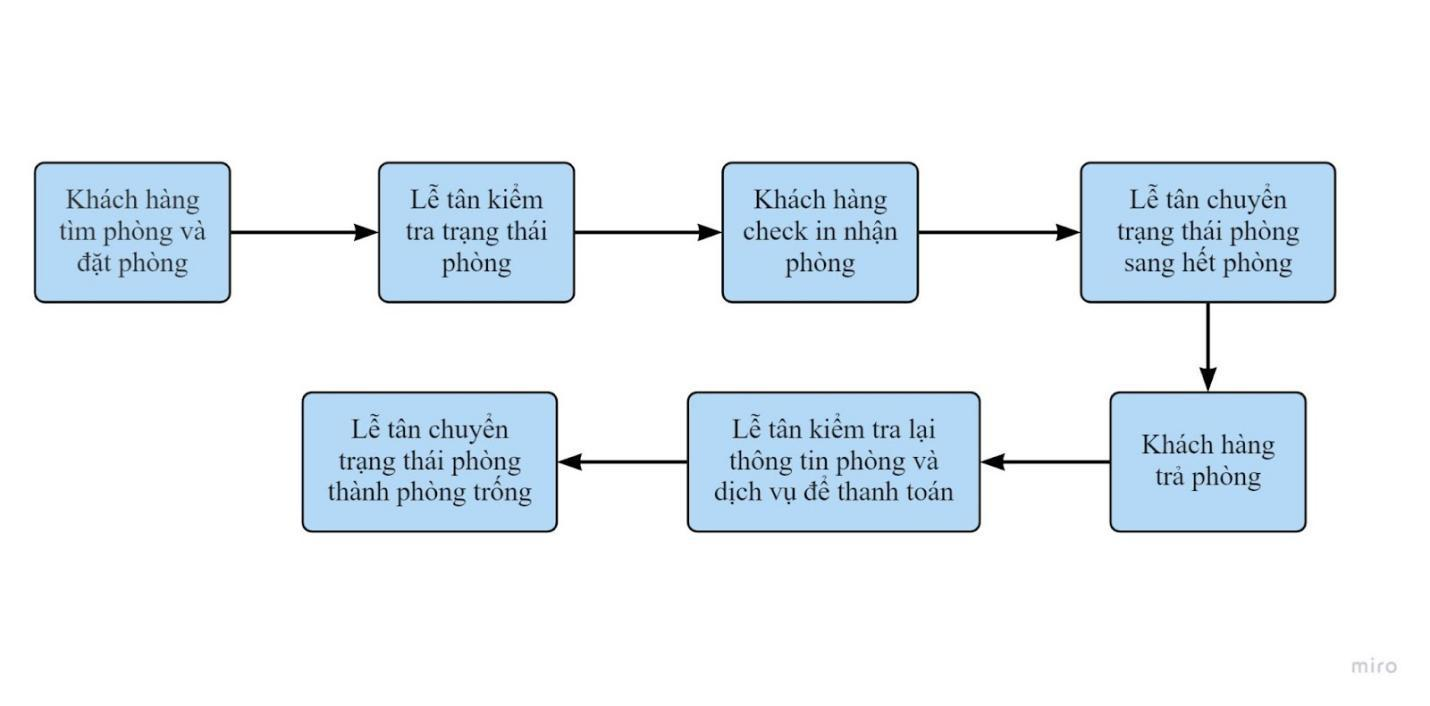 Khách hàng
tìm phòng và
đặt phòng
Lễ tân kiểm
tra trạng thái
phòng
Khách hàng
check in nhận
phòng
Lễ tân chuyển
trạng thái phòng
sang hết phòng
Khách hàng
trả phòng
Lễ tân kiểm tra lại
thông tin phòng và
dịch vụ để thanh toán
Lễ tân chuyển
trạng thái phòng
thành phòng trống
miro